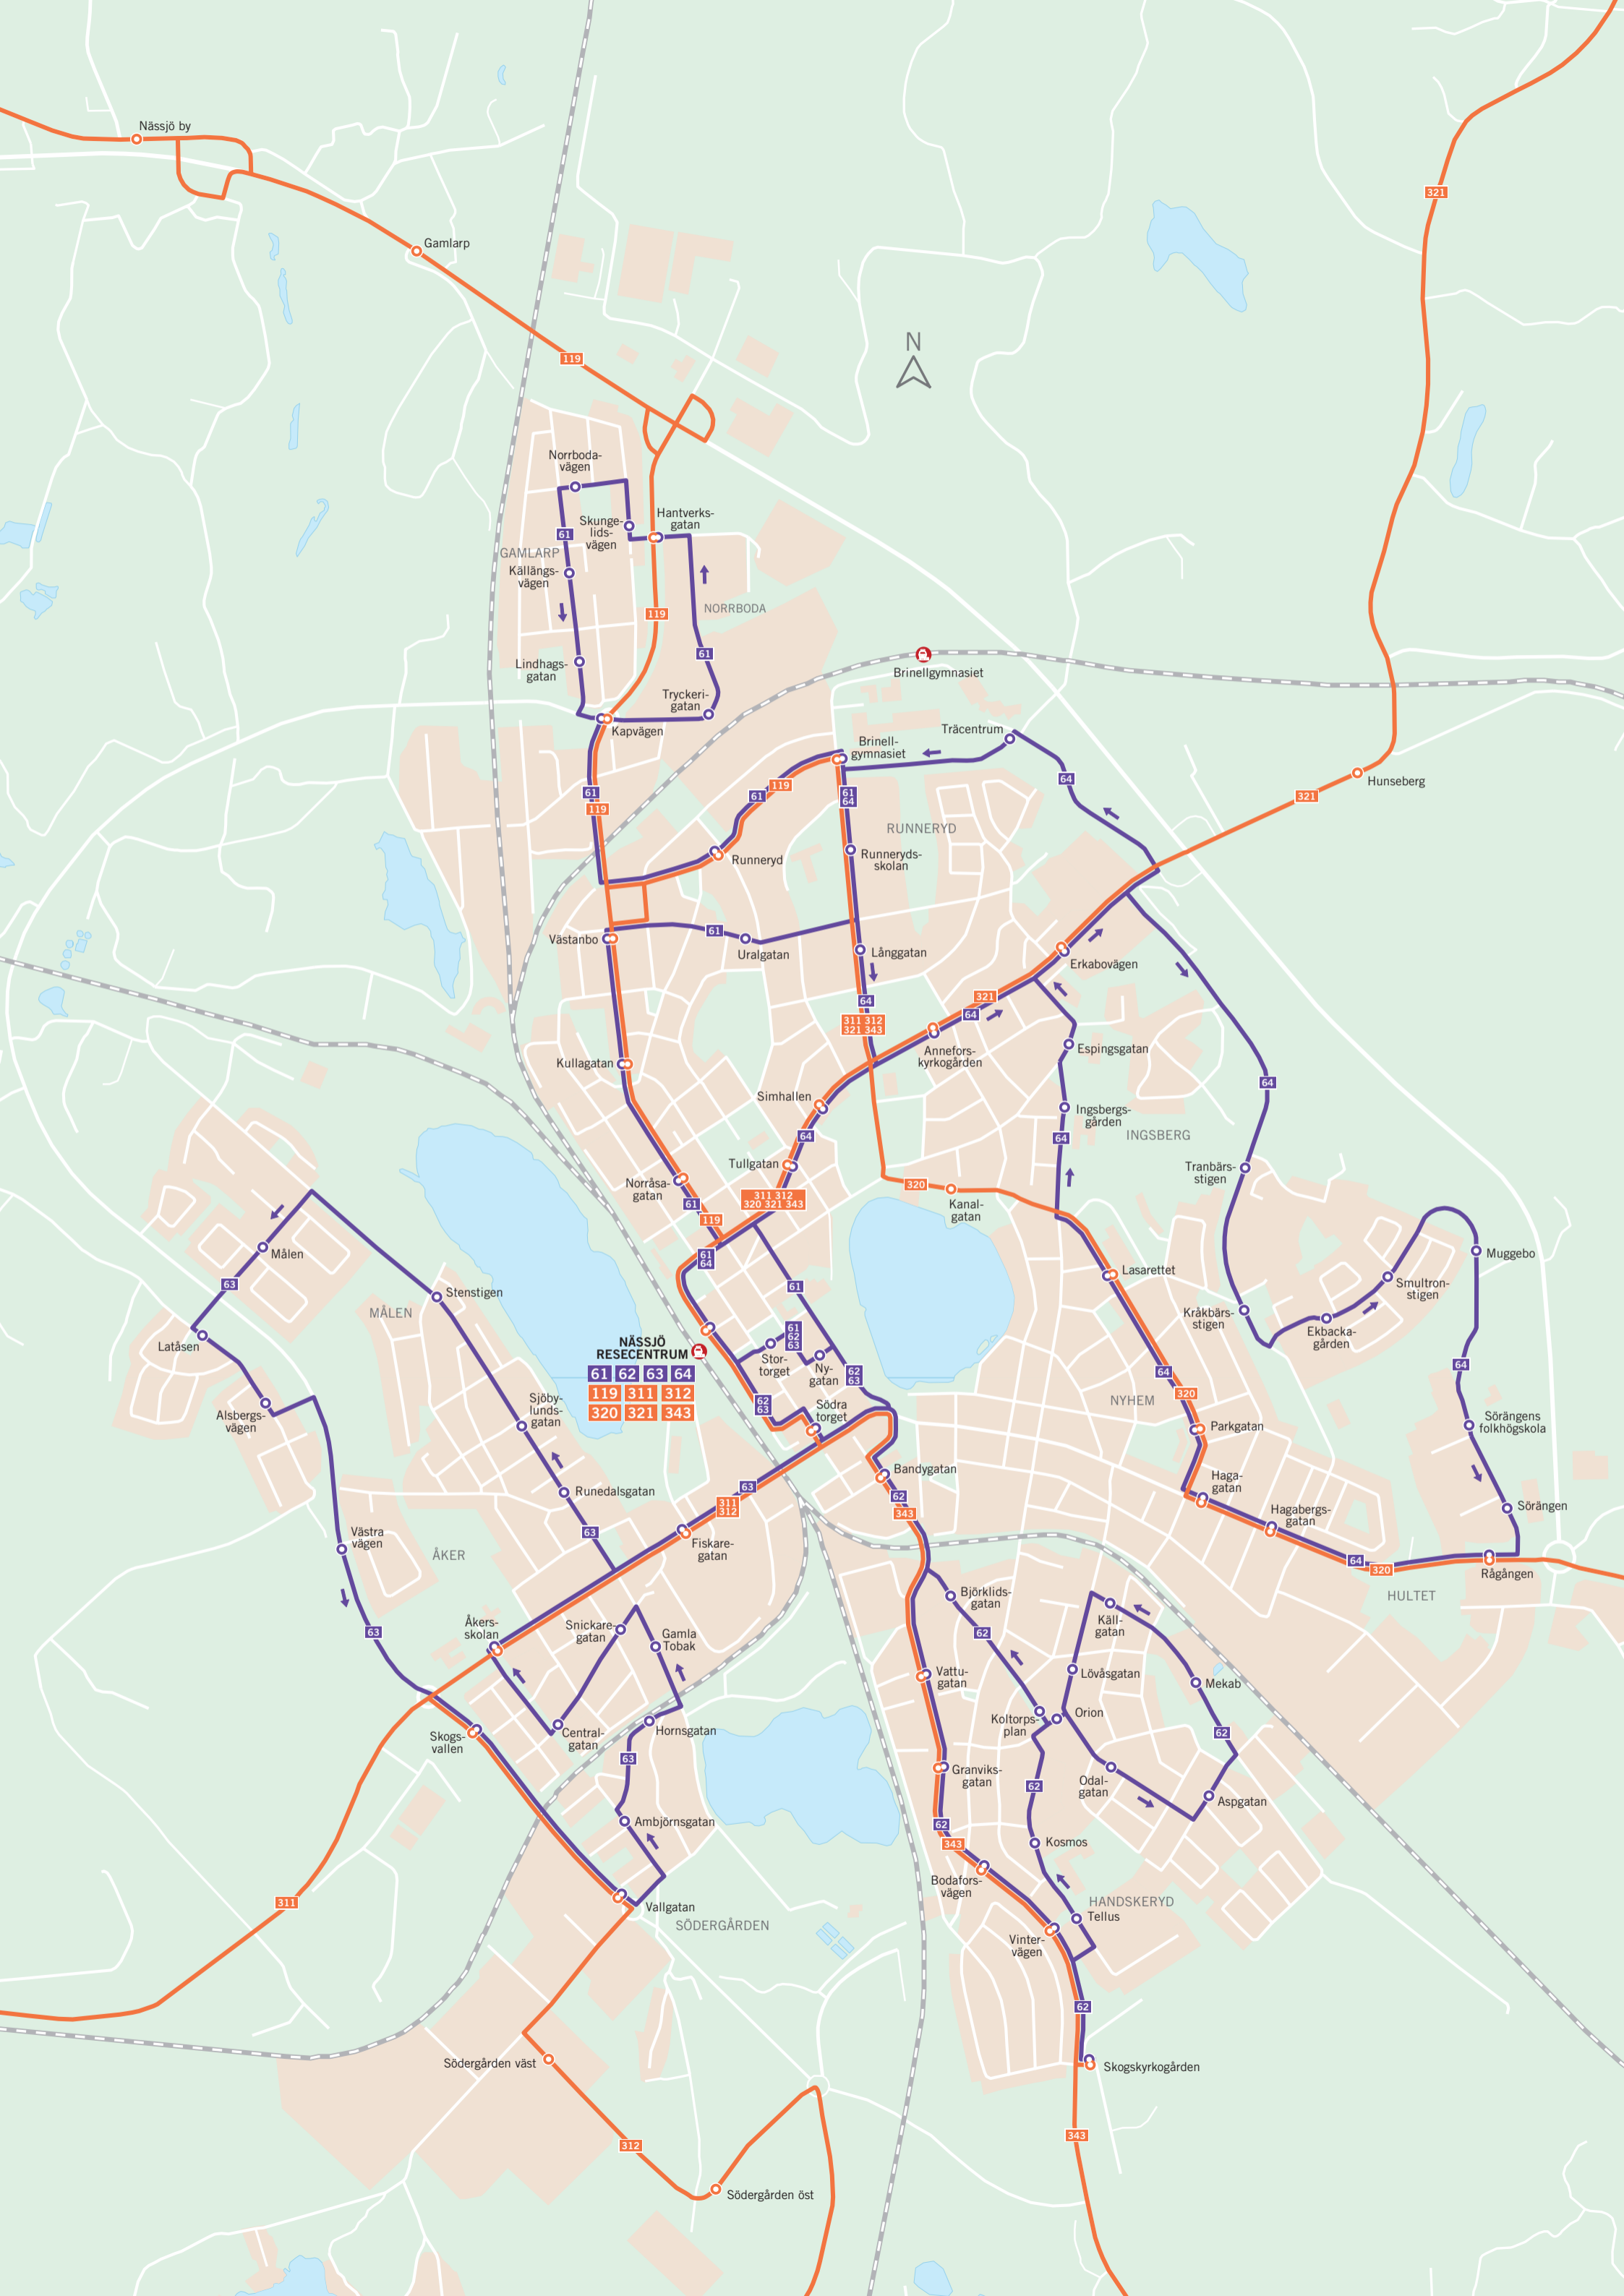 Nässjö by
321
Gamlarp
N
119
Norrboda-
vägen
Skunge-
lids-
vägen
Hantverks-
gatan
61
GAMLARP
Källängs-
vägen
119
NORRBODA
61
Lindhags-
gatan
Tryckeri-
gatan
Kapvägen
Brinellgymnasiet
Träcentrum
Brinell-
gymnasiet
64
Hunseberg
321
61
119
61
119
61
64
RUNNERYD
Runneryd
Runneryds-
skolan
61
Västanbo
Uralgatan
Långgatan
Erkabovägen
64
311 312
321 343
321
64
Annefors-
kyrkogården
Espingsgatan
Kullagatan
64
Simhallen
Ingsbergs-
gården
INGSBERG
64
64
Tullgatan
Tranbärs-
stigen
Norråsa-
gatan
61
119
311 312
320 321 343
320
Kanal-
gatan
Målen
61
64
Muggebo
63
61
Lasarettet
Smultron-
stigen
Stenstigen
MÅLEN
Kråkbärs-
stigen
Ekbacka-
gården
Latåsen
NÄSSJÖ
RESECENTRUM
61 62 63 64
119 311 312
320 321 343
61
62
63
Stor-
torget
Ny-
gatan
62
63
64
320
64
NYHEM
62
63
Södra
torget
Alsbergs-
vägen
Sjöby-
lunds-
gatan
Parkgatan
Sörängens
folkhögskola
Bandygatan
Runedalsgatan
63
311
312
62
343
Haga-
gatan
Hagabergs-
gatan
Sörängen
63
Västra
vägen
ÅKER
Fiskare-
gatan
64
320
Rågången
HULTET
Björklids-
gatan
Käll-
gatan
63
Åkers-
skolan
Snickare-
gatan
Gamla
Tobak
62
Vattu-
gatan
Lövåsgatan
Mekab
Koltorps-
plan
Orion
Skogs-
vallen
Central-
gatan
Hornsgatan
62
63
Granviks-
gatan
62
Odal-
gatan
Aspgatan
Ambjörnsgatan
62
343
Kosmos
Bodafors-
vägen
311
Vallgatan
SÖDERGÅRDEN
HANDSKERYD
Tellus
Vinter-
vägen
62
Södergården väst
Skogskyrkogården
312
343
Södergården öst